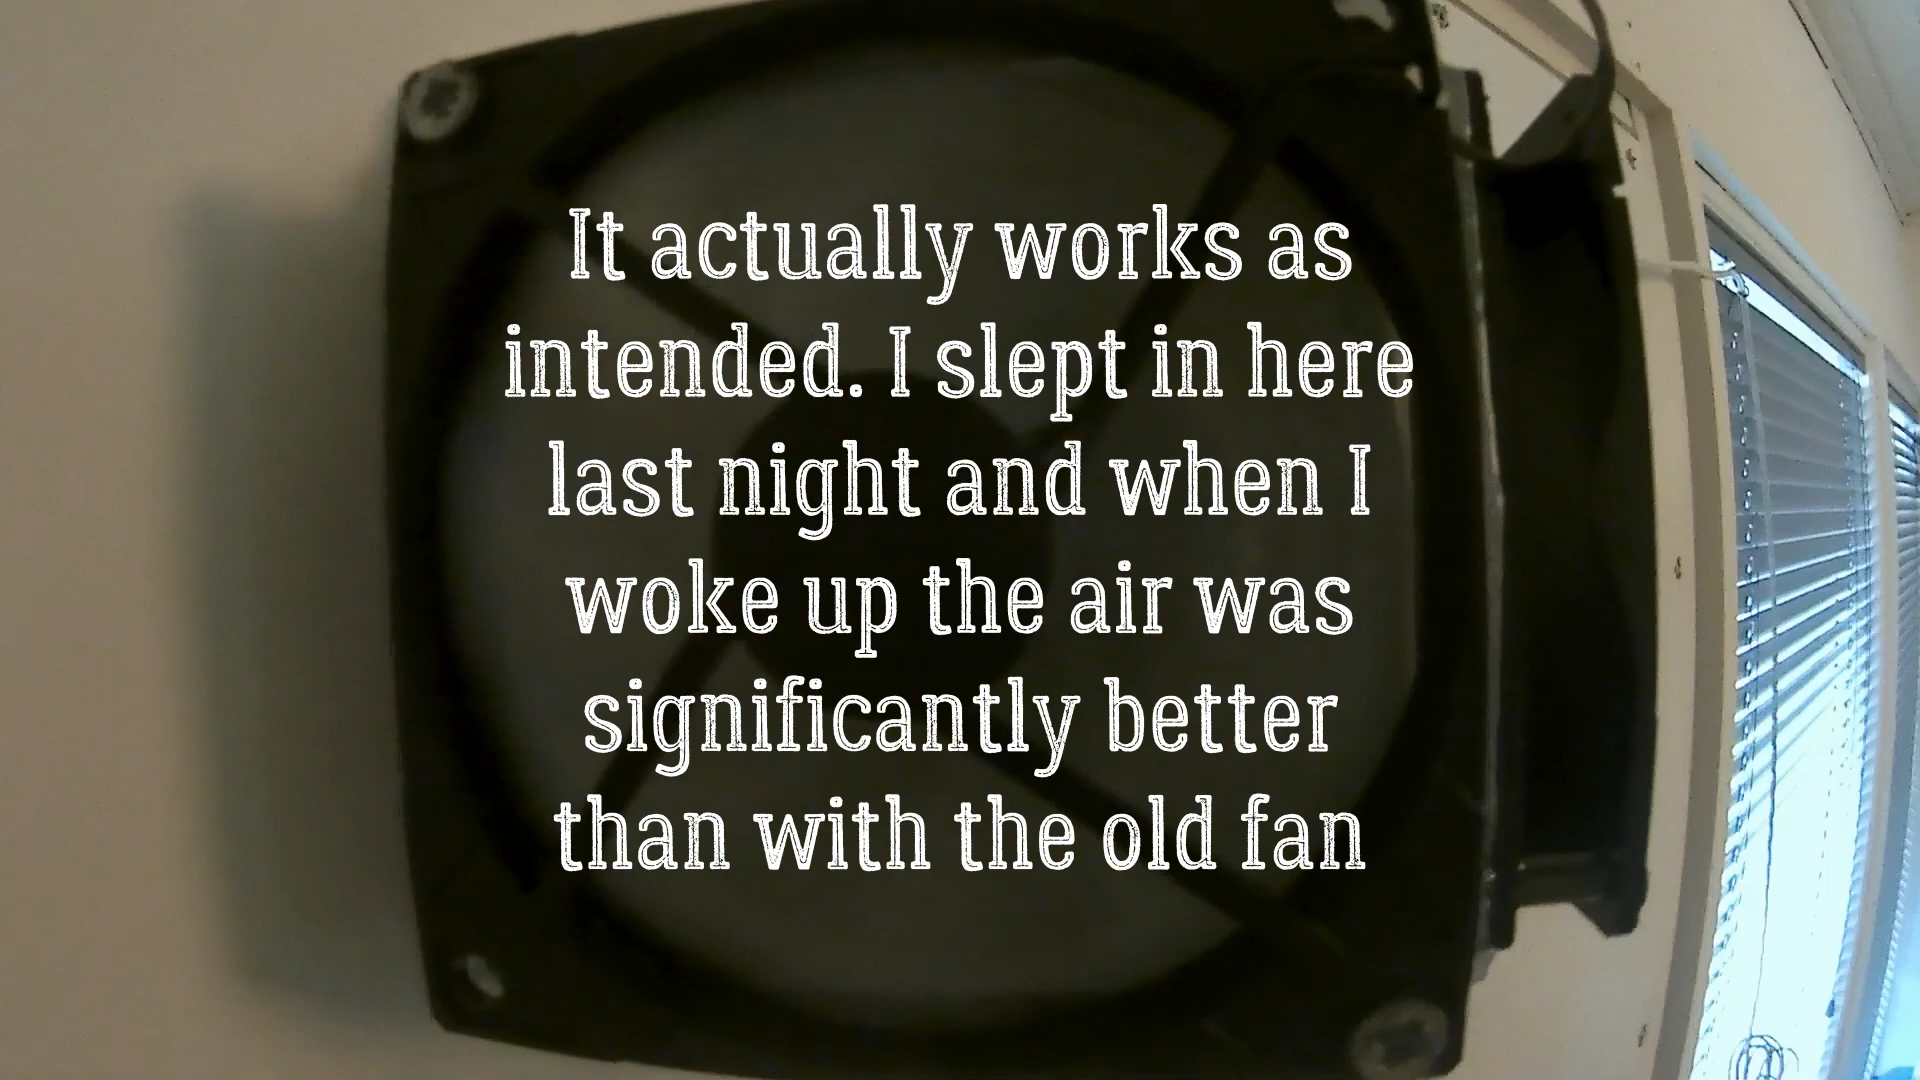 It actually works as
intended. I slept in here
last night and when I
woke up the air was
significantly better
than with the old fan